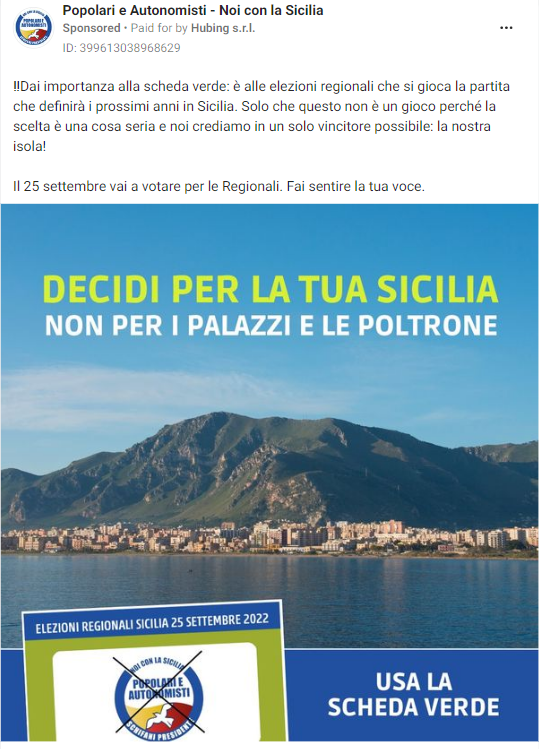 Popolari e Autonomisti - Noi con la Sicilia
Sponsored • Paid for by Hubing s.r.l.
ID: 399613038968629
‼Dai importanza alla scheda verde: è alle elezioni regionali che si gioca la partita
che definirà i prossimi anni in Sicilia. Solo che questo non è un gioco perché la
scelta è una cosa seria e noi crediamo in un solo vincitore possibile: la nostra
isola!
Il 25 settembre vai a votare per le Regionali. Fai sentire la tua voce.
DECIDI PER LA TUA SICILIA
NON PER I PALAZZI E LE POLTRONE
ELEZIONI REGIONALI SICILIA 25 SETTEMBRE 2022
NOI CON LA SICILIA
POPOLARI E
AUTONOMISTI
SCHIFANI PRESIDENTE
USA LA
SCHEDA VERDE